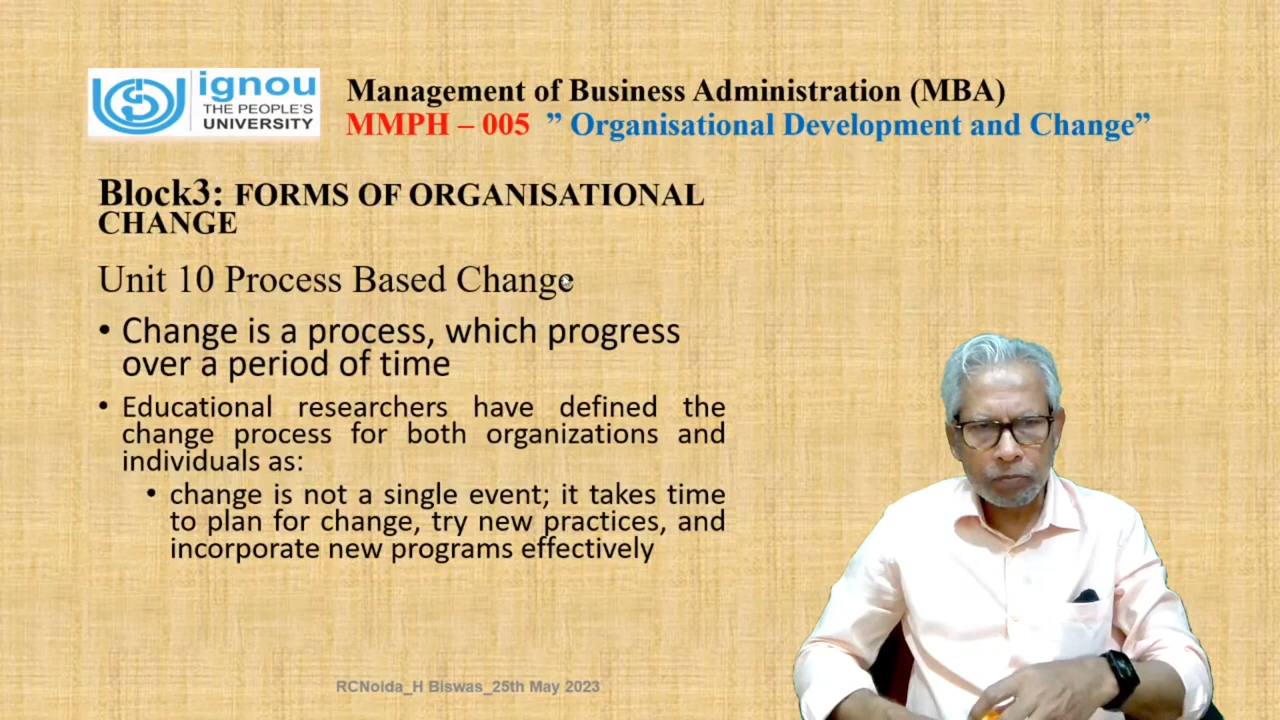 ignou
THE PEOPLE'S
UNIVERSITY
Management of Business Administration (MBA)
MMPH – 005 ” Organisational Development and Change”
Block3: FORMS OF ORGANISATIONAL
CHANGE
Unit 10 Process Based Change
• Change is a process, which progress
over a period of time
• Educational researchers have defined the
change process for both organizations and
individuals as:
• change is not a single event; it takes time
to plan for change, try new practices, and
incorporate new programs effectively
RCNoida_H Biswas_25th May 2023